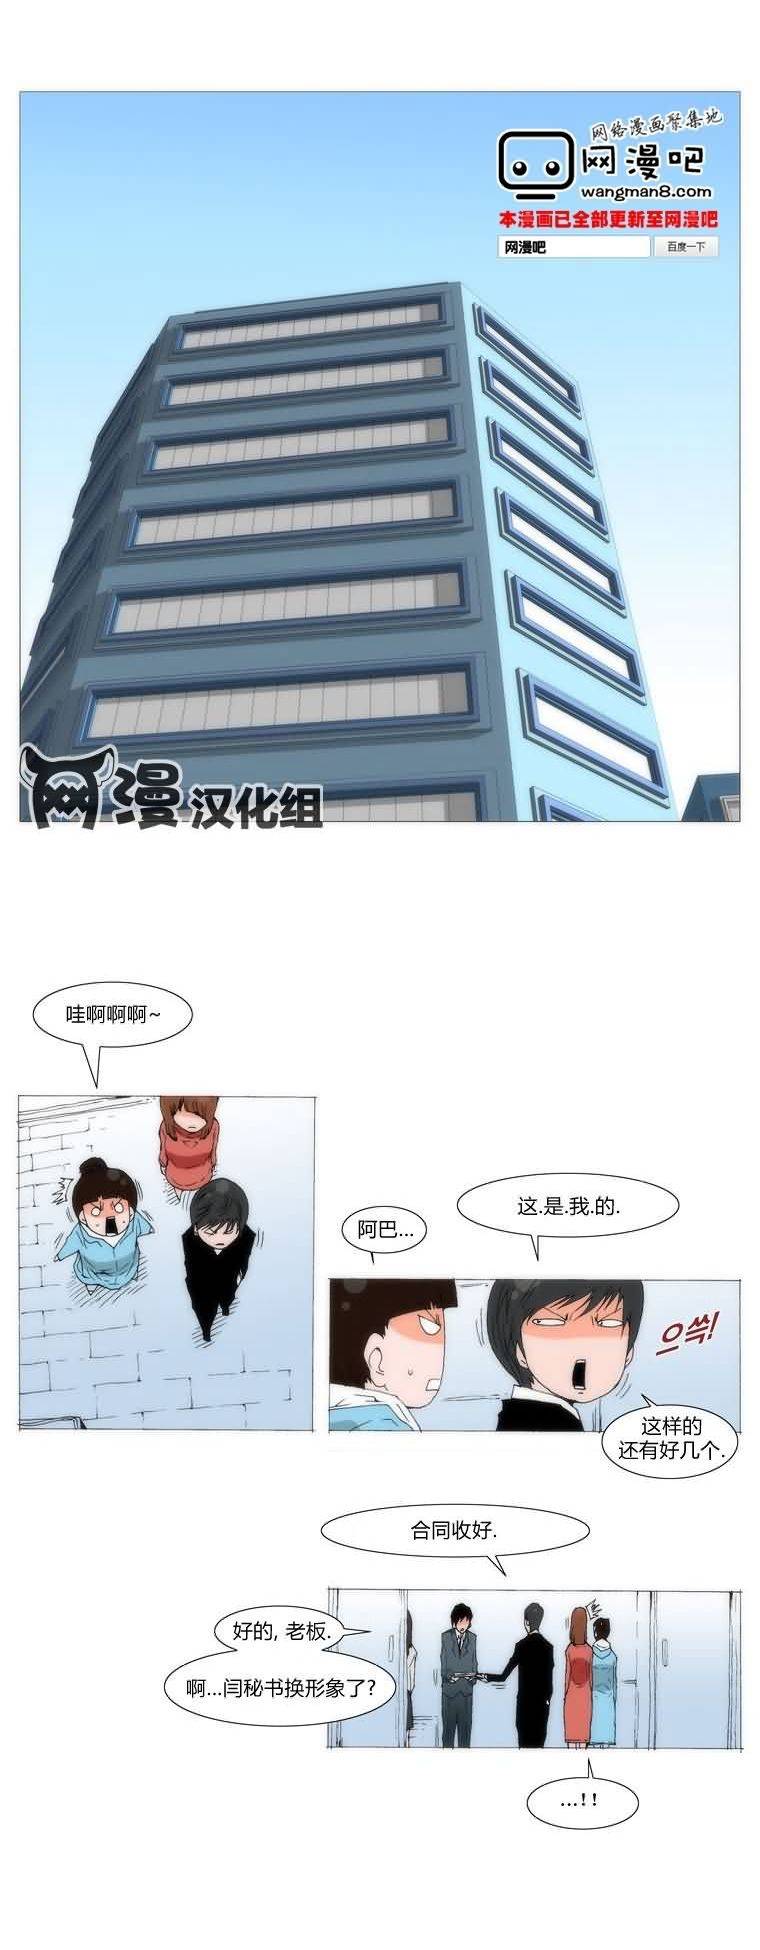 网络漫画聚集地
网漫吧
wangman8.com
本漫画已全部更新至网漫吧
网漫吧
百度一下
网漫汉化组
哇啊啊啊~
这.是.我.的.
阿巴...
으쓱!
这样的
还有好几个.
合同收好.
好的, 老板.
啊...闫秘书换形象了?
...!!